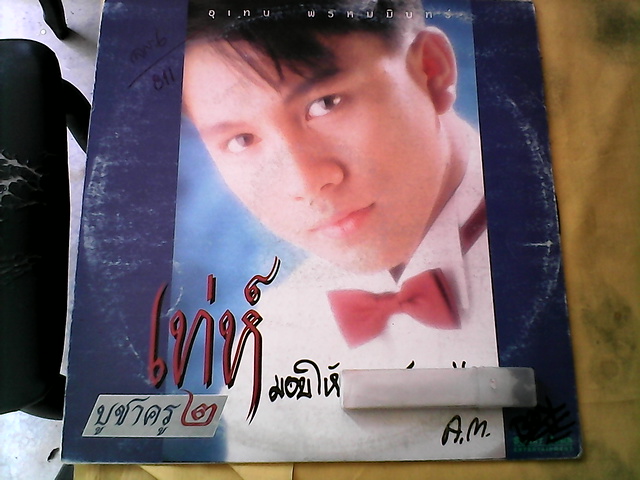 อุเทน พรหมมินทร์
811
เท่ห์
มอบให้
บูชาครู ๒
A.M.